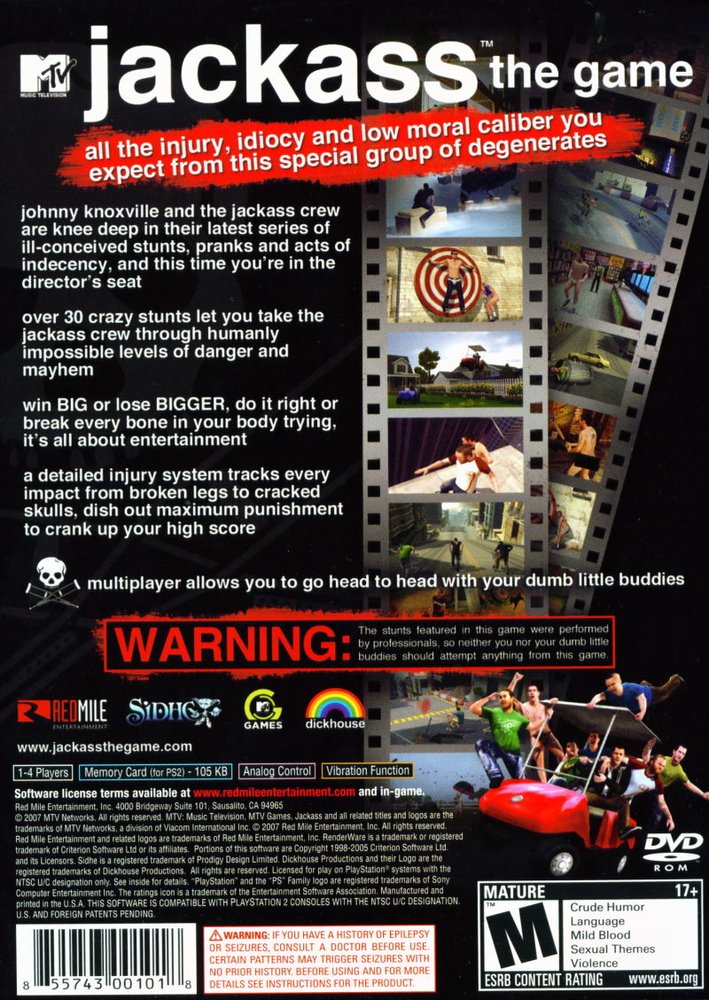 MTV
MUSIC TELEVISION
jackass™ the game
all the injury, idiocy and low moral caliber you
expect from this special group of degenerates
johnny knoxville and the jackass crew
are knee deep in their latest series of
ill-conceived stunts, pranks and acts of
indecency, and this time you're in the
director's seat
over 30 crazy stunts let you take the
jackass crew through humanly
impossible levels of danger and
mayhem
win BIG or lose BIGGER, do it right or
break every bone in your body trying,
it's all about entertainment
a detailed injury system tracks every
impact from broken legs to cracked
skulls, dish out maximum punishment
to crank up your high score
multiplayer allows you to go head to head with your dumb little buddies
WARNING:
The stunts featured in this game were performed
by professionals, so neither you nor your dumb little
buddies should attempt anything from this game.
REDMILE
ENTERTAINMENT
SIDHE
MTV
GAMES
dickhouse
www.jackassthegame.com
1-4 Players
Memory Card (for PS2) - 105 KB
Analog Control
Vibration Function
Software license terms available at www.redmileentertainment.com and in-game.
Red Mile Entertainment, Inc. 4000 Bridgeway Suite 101, Sausalito, CA 94965
© 2007 MTV Networks. All rights reserved. MTV: Music Television, MTV Games, Jackass and all related titles and logos are the
trademarks of MTV Networks, a division of Viacom International Inc. © 2007 Red Mile Entertainment, Inc. All rights reserved.
Red Mile Entertainment and related logos are trademarks of Red Mile Entertainment, Inc. RenderWare is a trademark or registered
trademark of Criterion Software Ltd or its affiliates. Portions of this software are Copyright 1998-2005 Criterion Software Ltd.
and its Licensors. Sidhe is a registered trademark of Prodigy Design Limited. Dickhouse Productions and their Logo are the
registered trademarks of Dickhouse Productions. All rights are reserved. Licensed for play on PlayStation®2 systems with the
NTSC U/C designation only. See inside for details. "PlayStation" and the "PS" Family logo are registered trademarks of Sony
Computer Entertainment Inc. The ratings icon is a trademark of the Entertainment Software Association. Manufactured and
printed in the U.S.A. THIS SOFTWARE IS COMPATIBLE WITH PLAYSTATION 2 CONSOLES WITH THE NTSC U/C DESIGNATION.
U.S. AND FOREIGN PATENTS PENDING.
DVD
ROM
8 55743 00101 8
WARNING: IF YOU HAVE A HISTORY OF EPILEPSY
OR SEIZURES, CONSULT A DOCTOR BEFORE USE.
CERTAIN PATTERNS MAY TRIGGER SEIZURES WITH
NO PRIOR HISTORY. BEFORE USING AND FOR MORE
DETAILS SEE INSTRUCTIONS FOR THE PRODUCT.
MATURE 17+
M™
Crude Humor
Language
Mild Blood
Sexual Themes
Violence
ESRB CONTENT RATING www.esrb.org